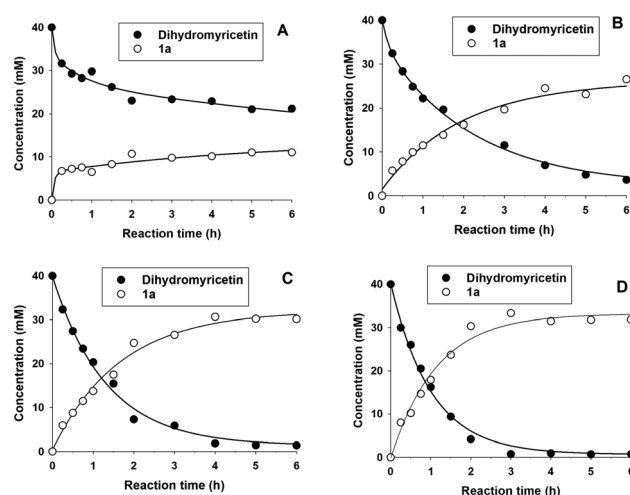 A
Dihydromyricetin
1a
Concentration (mM)
40
30
20
10
0
0 1 2 3 4 5 6
Reaction time (h)
B
Dihydromyricetin
1a
Concentration (mM)
40
30
20
10
0
0 1 2 3 4 5 6
Reaction time (h)
C
Dihydromyricetin
1a
Concentration (mM)
40
30
20
10
0
0 1 2 3 4 5 6
Reaction time (h)
D
Dihydromyricetin
1a
Concentration (mM)
40
30
20
10
0
0 1 2 3 4 5 6
Reaction time (h)